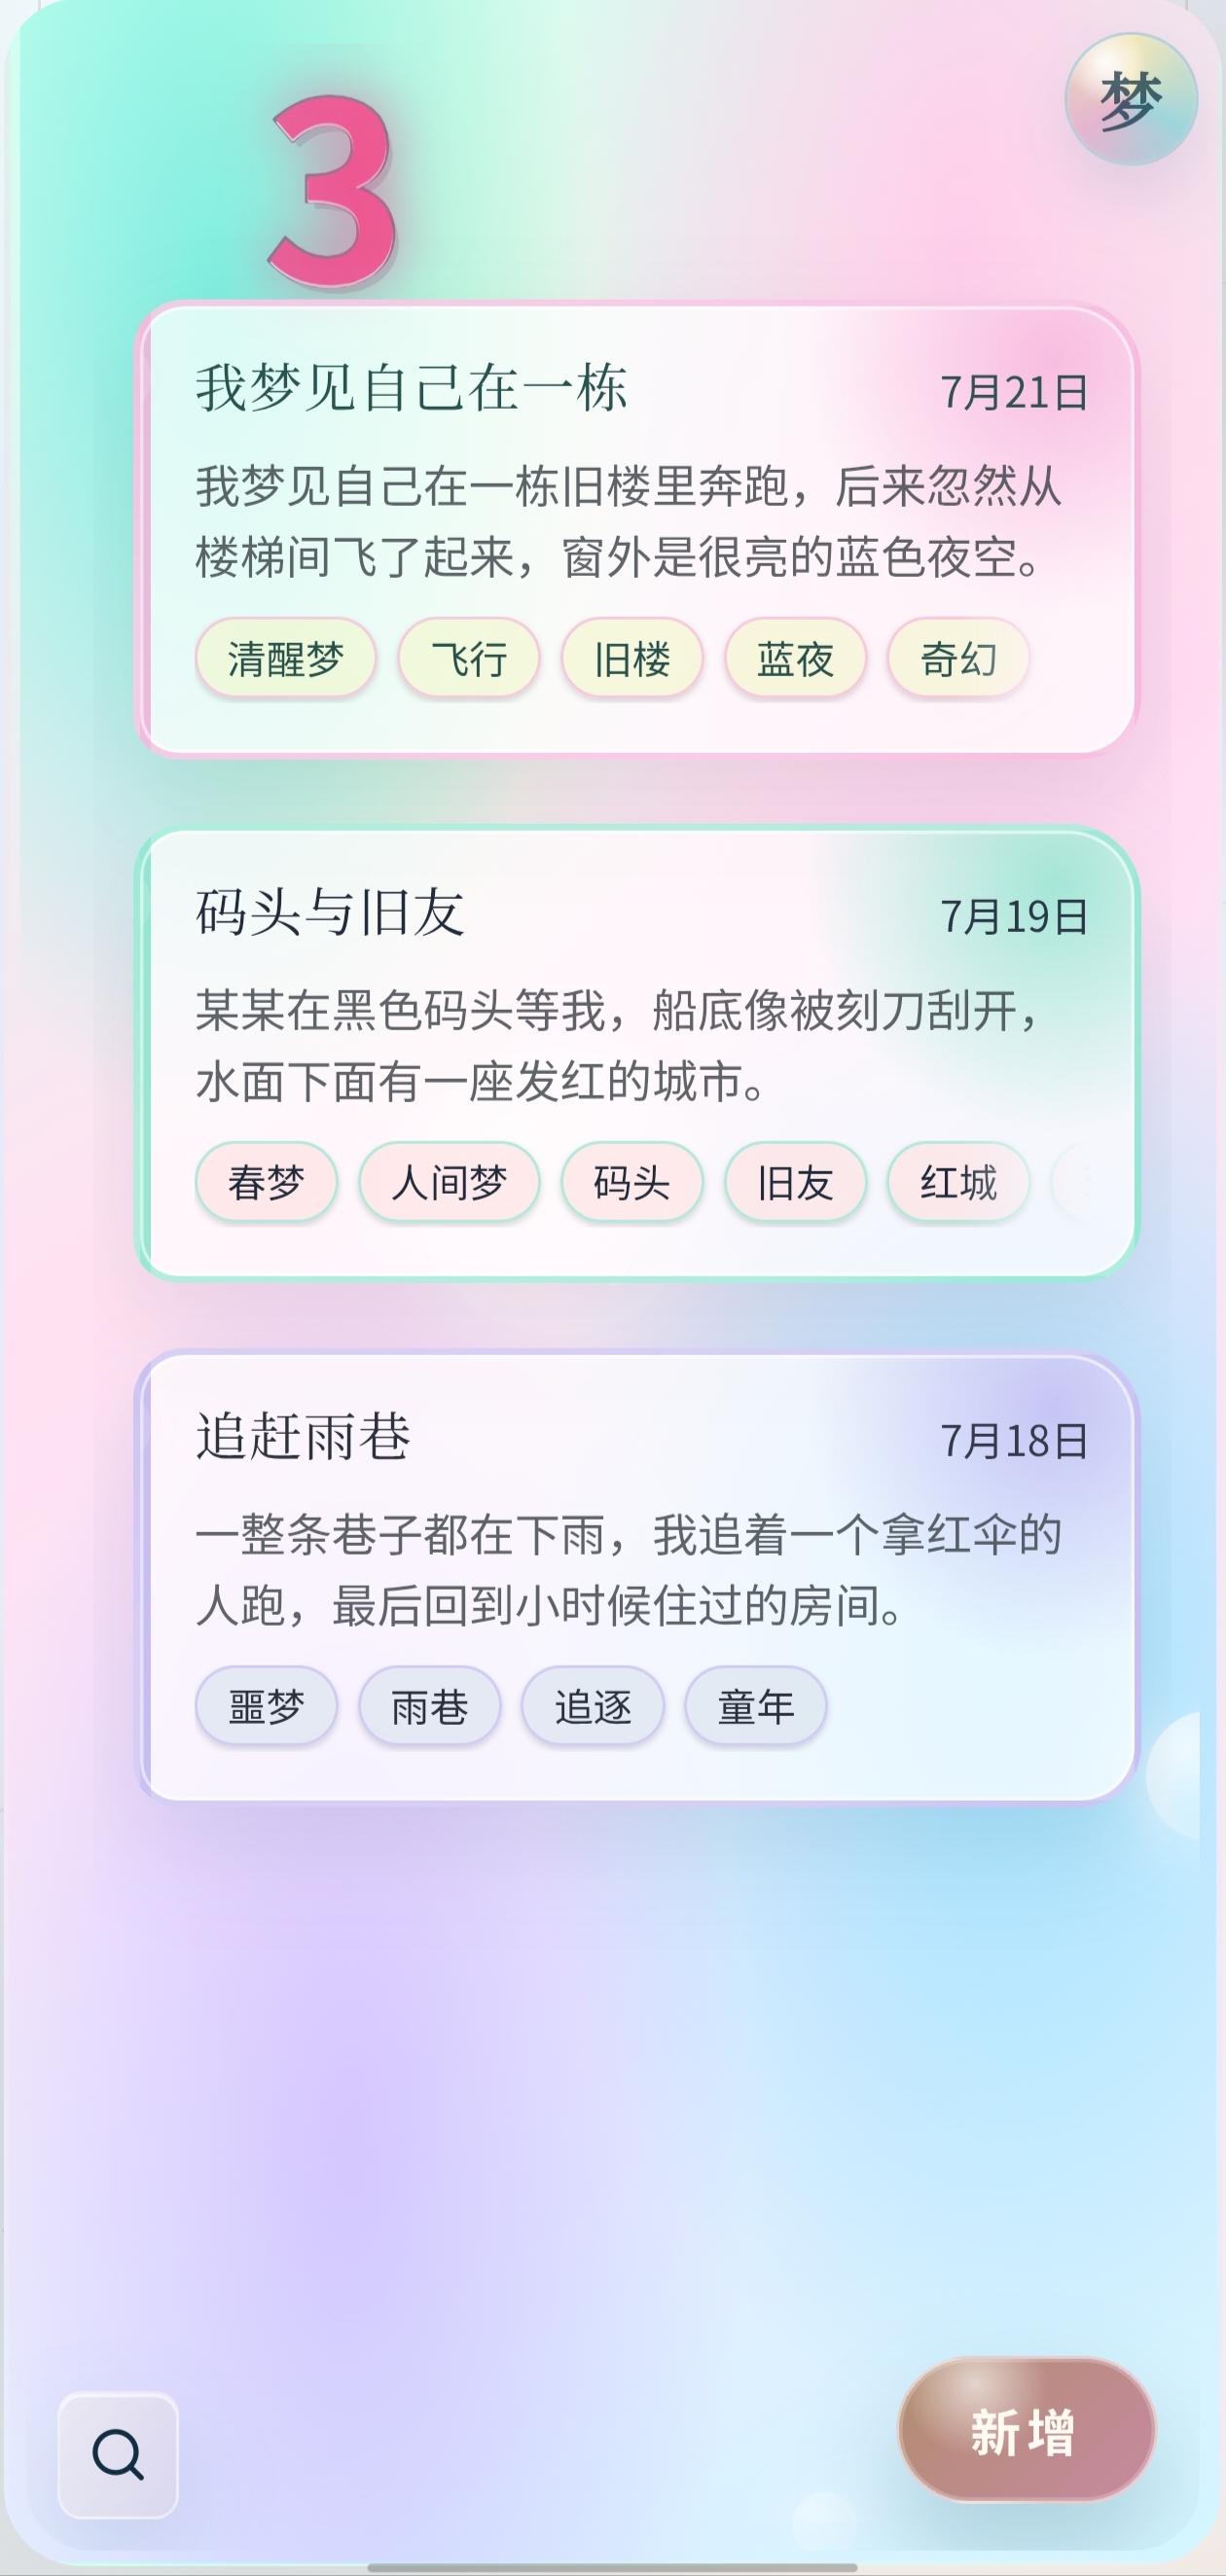 梦
3
我梦见自己在一栋
7月21日
我梦见自己在一栋旧楼里奔跑，后来忽然从
楼梯间飞了起来，窗外是很亮的蓝色夜空。
清醒梦 飞行 旧楼 蓝夜 奇幻
码头与旧友
7月19日
某某在黑色码头等我，船底像被刻刀刮开，
水面下面有一座发红的城市。
春梦 人间梦 码头 旧友 红城
追赶雨巷
7月18日
一整条巷子都在下雨，我追着一个拿红伞的
人跑，最后回到小时候住过的房间。
噩梦 雨巷 追逐 童年
新增